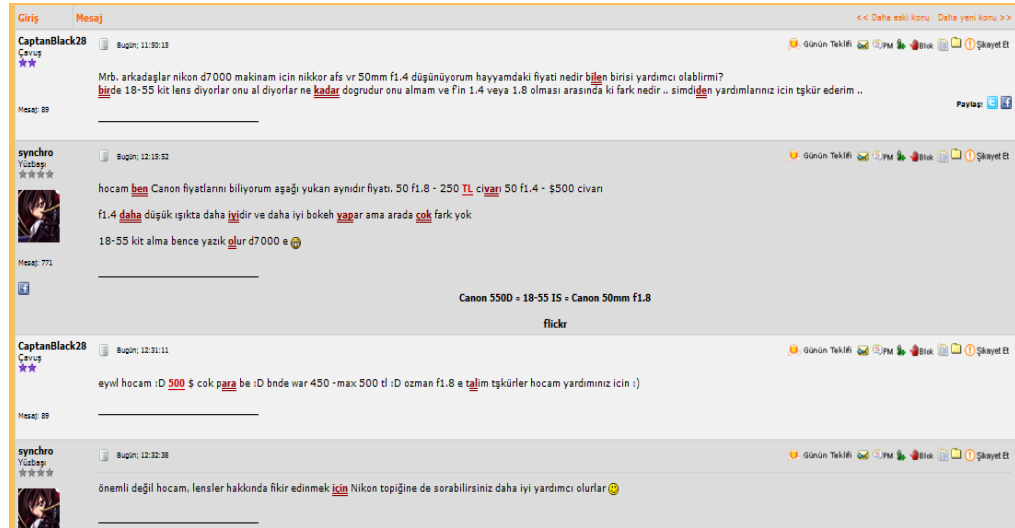 Giriş Mesaj << Daha eski konu Daha yeni konu >>
CaptanBlack28 Bugün; 11:50:15 Günün Teklifi PM Blok Şikayet Et
Çavuş
Mrb. arkadaşlar nikon d7000 makinam icin nikkor afs vr 50mm f1.4 düşünüyorum hayyamdaki fiyati nedir bilen birisi yardımcı olablirmi?
birde 18-55 kit lens diyorlar onu al diyorlar ne kadar dogrudur onu almam ve f'in 1.4 veya 1.8 olması arasında ki fark nedir .. simdiden yardımlarınız icin tşkür ederim ..
Mesaj: 89 Paylaş:
synchro Bugün; 12:15:52 Günün Teklifi PM Blok Şikayet Et
Yüzbaşı
hocam ben Canon fiyatlarını biliyorum aşağı yukarı aynıdır fiyatı. 50 f1.8 - 250 TL civarı 50 f1.4 - $500 civarı
f1.4 daha düşük ışıkta daha iyidir ve daha iyi bokeh yapar ama arada çok fark yok
18-55 kit alma bence yazık olur d7000 e
Mesaj: 771
Canon 550D = 18-55 IS = Canon 50mm f1.8
flickr
CaptanBlack28 Bugün; 12:31:11 Günün Teklifi PM Blok Şikayet Et
Çavuş
eywl hocam :D 500 $ cok para be :D bnde war 450 -max 500 tl :D ozman f1.8 e talim tşkürler hocam yardımınız icin :)
Mesaj: 89
synchro Bugün; 12:32:38 Günün Teklifi PM Blok Şikayet Et
Yüzbaşı
önemli değil hocam, lensler hakkında fikir edinmek için Nikon topiğine de sorabilirsiniz daha iyi yardımcı olurlar